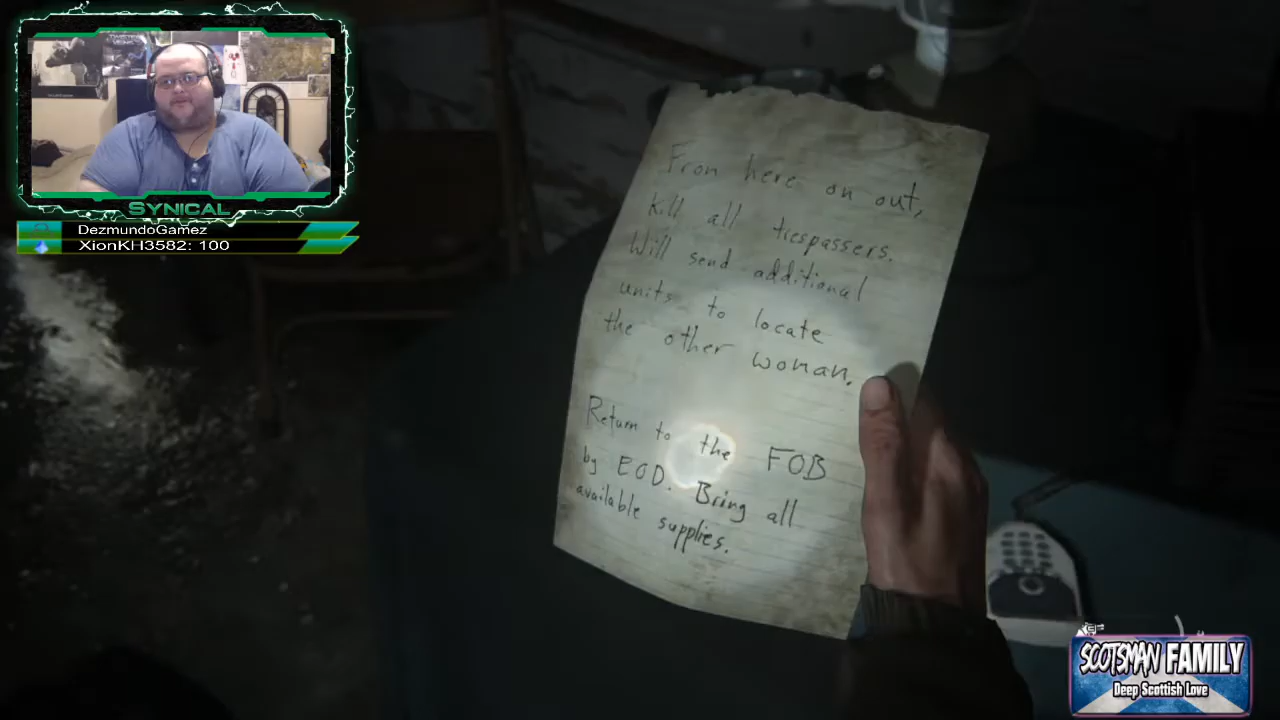 SYNICAL
DezmundoGamez
XionKH3582: 100
From here on out,
kill all trespassers.
Will send additional
units to locate
the other woman.
Return to the FOB
by EOD. Bring all
available supplies.
SCOTSMAN FAMILY
Deep Scottish Love